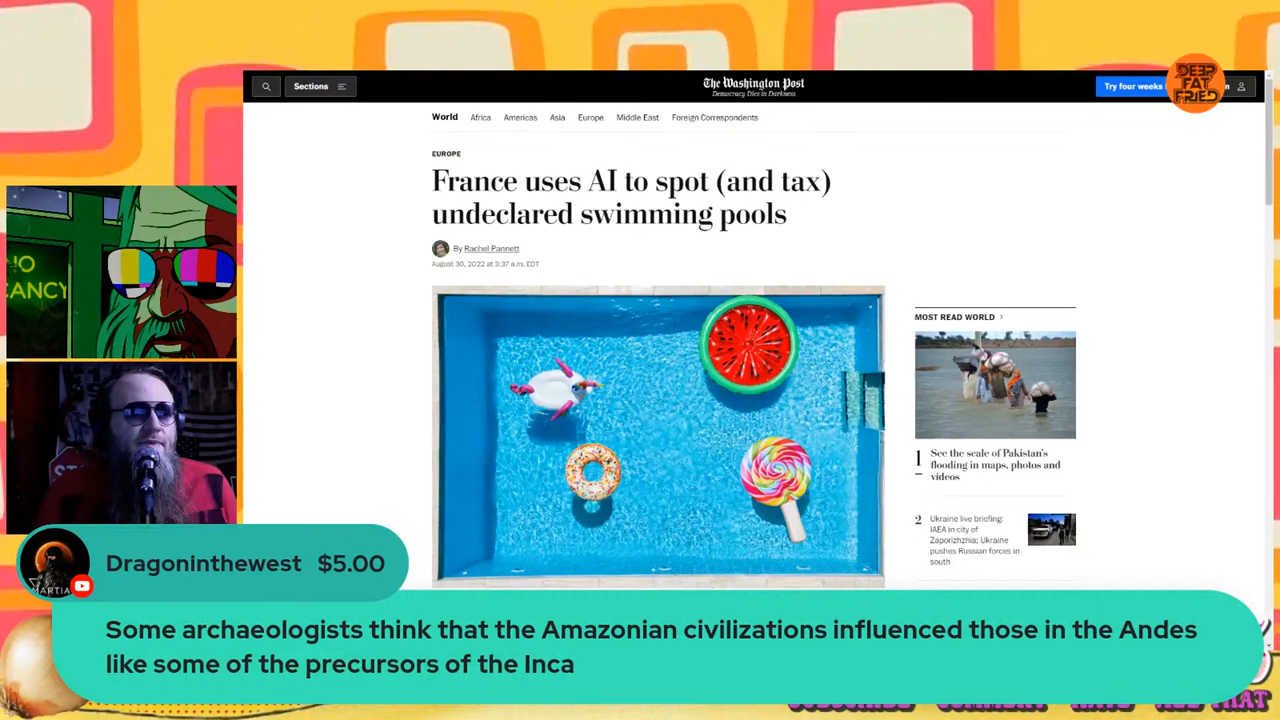 Sections
The Washington Post
Democracy Dies in Darkness
Try four weeks
DEEP
FAT
FRIED
World
Africa
Americas
Asia
Europe
Middle East
Foreign Correspondents
EUROPE
France uses AI to spot (and tax)
undeclared swimming pools
By Rachel Pannett
August 30, 2022 at 3:37 a.m. EDT
MOST READ WORLD
1
See the scale of Pakistan's
flooding in maps, photos and
videos
2
Ukraine live briefing:
IAEA in city of
Zaporizhzhia; Ukraine
pushes Russian forces in
south
MARTIA
Dragoninthewest $5.00
Some archaeologists think that the Amazonian civilizations influenced those in the Andes
like some of the precursors of the Inca